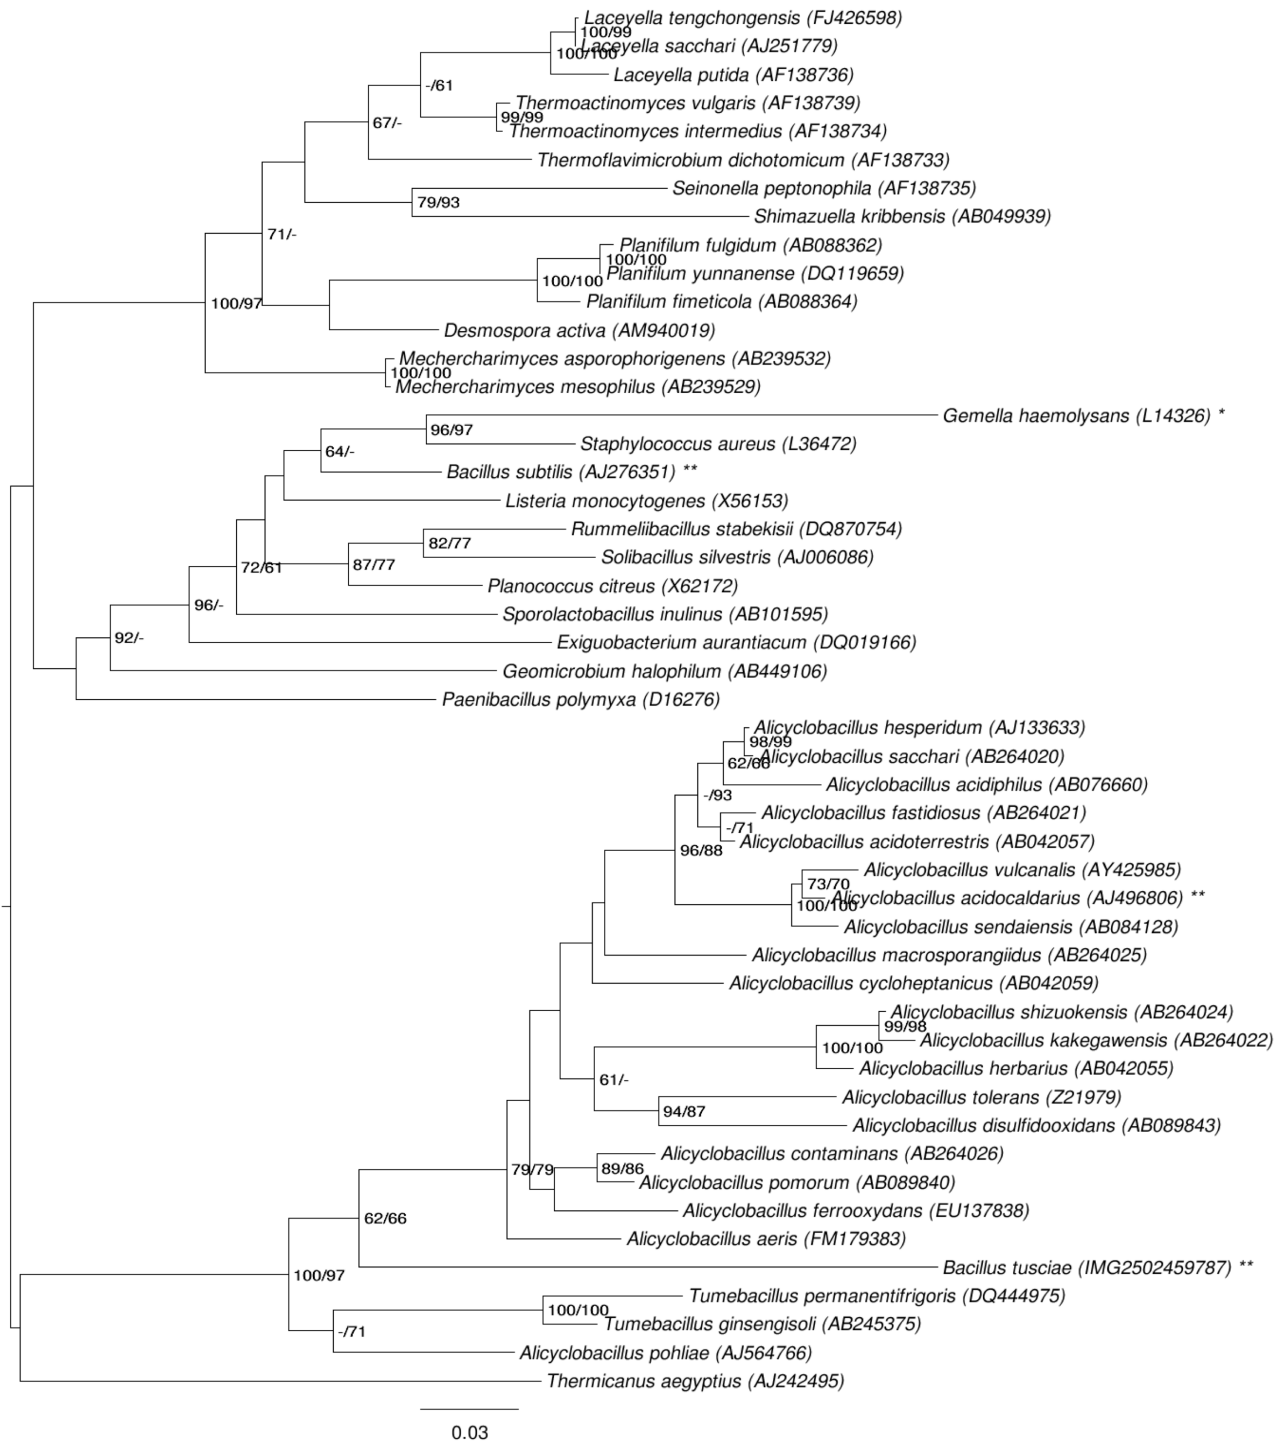 Laceyella tengchongensis (FJ426598)
100/99
Laceyella sacchari (AJ251779)
100/100
Laceyella putida (AF138736)
-/61
Thermoactinomyces vulgaris (AF138739)
99/99
67/-
Thermoactinomyces intermedius (AF138734)
Thermoflavimicrobium dichotomicum (AF138733)
Seinonella peptonophila (AF138735)
79/93
Shimazuella kribbensis (AB049939)
71/-
Planifilum fulgidum (AB088362)
100/100
Planifilum yunnanense (DQ119659)
100/100
Planifilum fimeticola (AB088364)
100/97
Desmospora activa (AM940019)
Mechercharimyces asporophorigenens (AB239532)
100/100
Mechercharimyces mesophilus (AB239529)
Gemella haemolysans (L14326) *
96/97
Staphylococcus aureus (L36472)
64/-
Bacillus subtilis (AJ276351) **
Listeria monocytogenes (X56153)
Rummeliibacillus stabekisii (DQ870754)
82/77
Solibacillus silvestris (AJ006086)
72/61
87/77
Planococcus citreus (X62172)
96/-
Sporolactobacillus inulinus (AB101595)
92/-
Exiguobacterium aurantiacum (DQ019166)
Geomicrobium halophilum (AB449106)
Paenibacillus polymyxa (D16276)
Alicyclobacillus hesperidum (AJ133633)
98/99
Alicyclobacillus sacchari (AB264020)
62/66
Alicyclobacillus acidiphilus (AB076660)
-/93
Alicyclobacillus fastidiosus (AB264021)
-/71
Alicyclobacillus acidoterrestris (AB042057)
96/88
Alicyclobacillus vulcanalis (AY425985)
73/70
Alicyclobacillus acidocaldarius (AJ496806) **
100/100
Alicyclobacillus sendaiensis (AB084128)
Alicyclobacillus macrosporangiidus (AB264025)
Alicyclobacillus cycloheptanicus (AB042059)
Alicyclobacillus shizuokensis (AB264024)
99/98
Alicyclobacillus kakegawensis (AB264022)
100/100
Alicyclobacillus herbarius (AB042055)
61/-
Alicyclobacillus tolerans (Z21979)
94/87
Alicyclobacillus disulfidooxidans (AB089843)
Alicyclobacillus contaminans (AB264026)
79/79
89/86
Alicyclobacillus pomorum (AB089840)
Alicyclobacillus ferrooxydans (EU137838)
62/66
Alicyclobacillus aeris (FM179383)
Bacillus tusciae (IMG2502459787) **
100/97
Tumebacillus permanentifrigoris (DQ444975)
100/100
Tumebacillus ginsengisoli (AB245375)
-/71
Alicyclobacillus pohliae (AJ564766)
Thermicanus aegyptius (AJ242495)
0.03